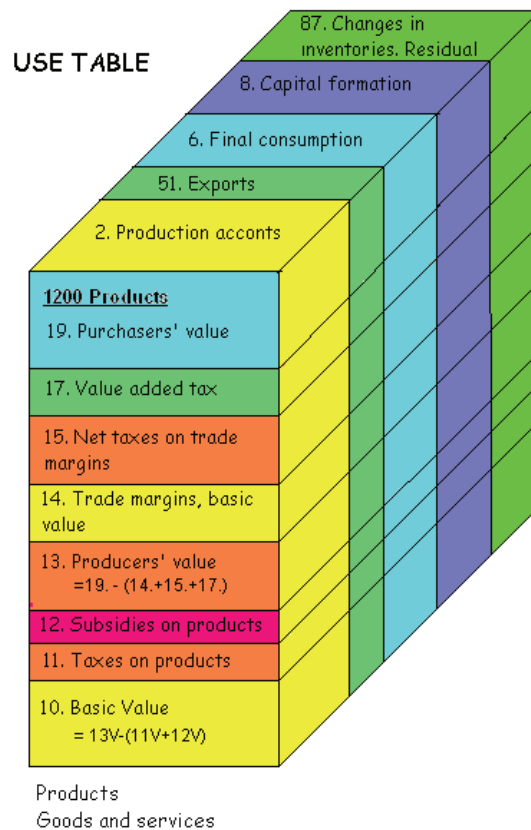 87. Changes in
inventories. Residual
USE TABLE
8. Capital formation
6. Final consumption
51. Exports
2. Production acconts
1200 Products
19. Purchasers' value
17. Value added tax
15. Net taxes on trade
margins
14. Trade margins, basic
value
13. Producers' value
=19. - (14.+15.+17.)
12. Subsidies on products
11. Taxes on products
10. Basic Value
= 13V-(11V+12V)
Products
Goods and services